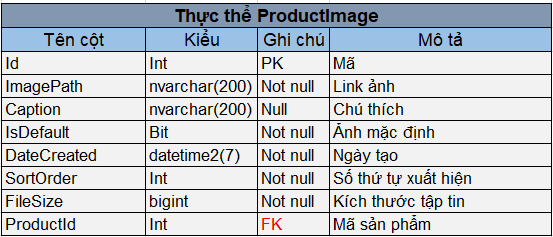 Thực thể ProductImage
Tên cột Kiểu Ghi chú Mô tả
Id Int PK Mã
ImagePath nvarchar(200) Not null Link ảnh
Caption nvarchar(200) Null Chú thích
IsDefault Bit Not null Ảnh mặc định
DateCreated datetime2(7) Not null Ngày tạo
SortOrder Int Not null Số thứ tự xuất hiện
FileSize bigint Not null Kích thước tập tin
ProductId Int FK Mã sản phẩm